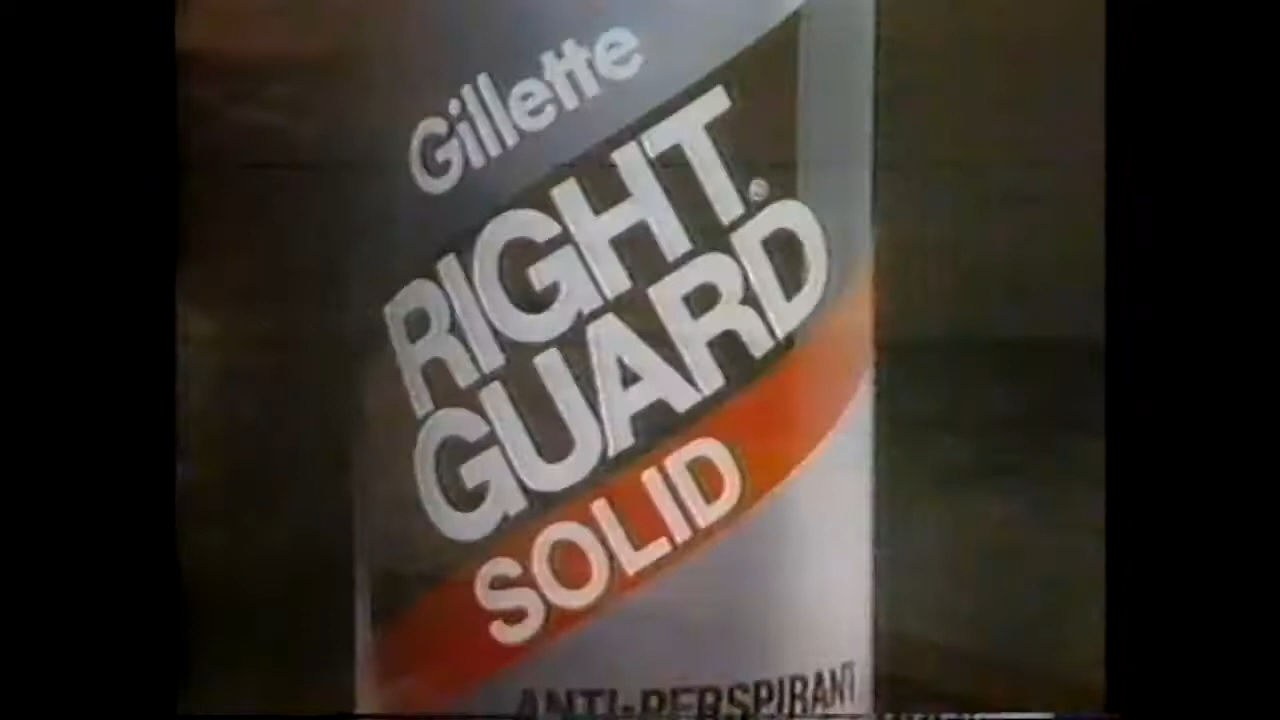 Gillette
RIGHT
GUARD®
SOLID
ANTI-PERSPIRANT